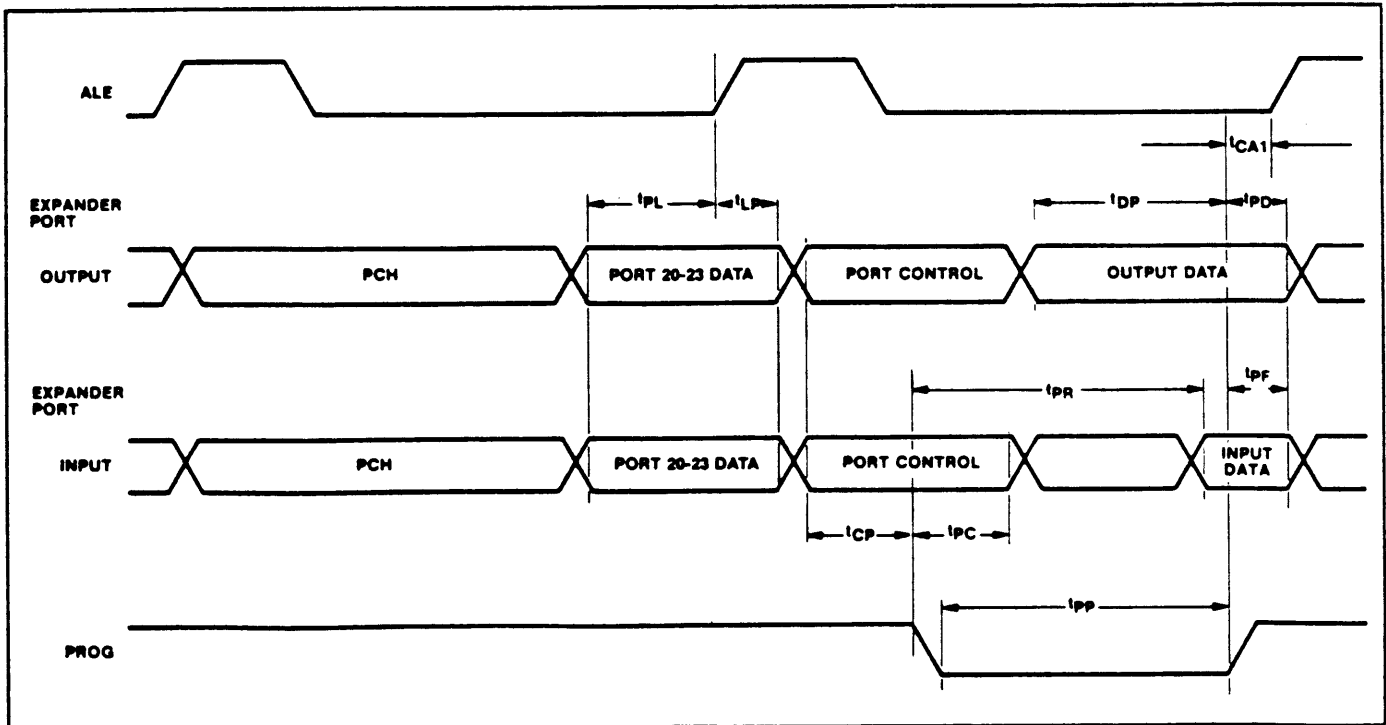 ALE
tCA1
EXPANDER
PORT
tPL
tLP
tDP
tPD
OUTPUT
PCH
PORT 20-23 DATA
PORT CONTROL
OUTPUT DATA
EXPANDER
PORT
tPR
tPF
INPUT
PCH
PORT 20-23 DATA
PORT CONTROL
INPUT
DATA
tCP
tPC
tPP
PROG